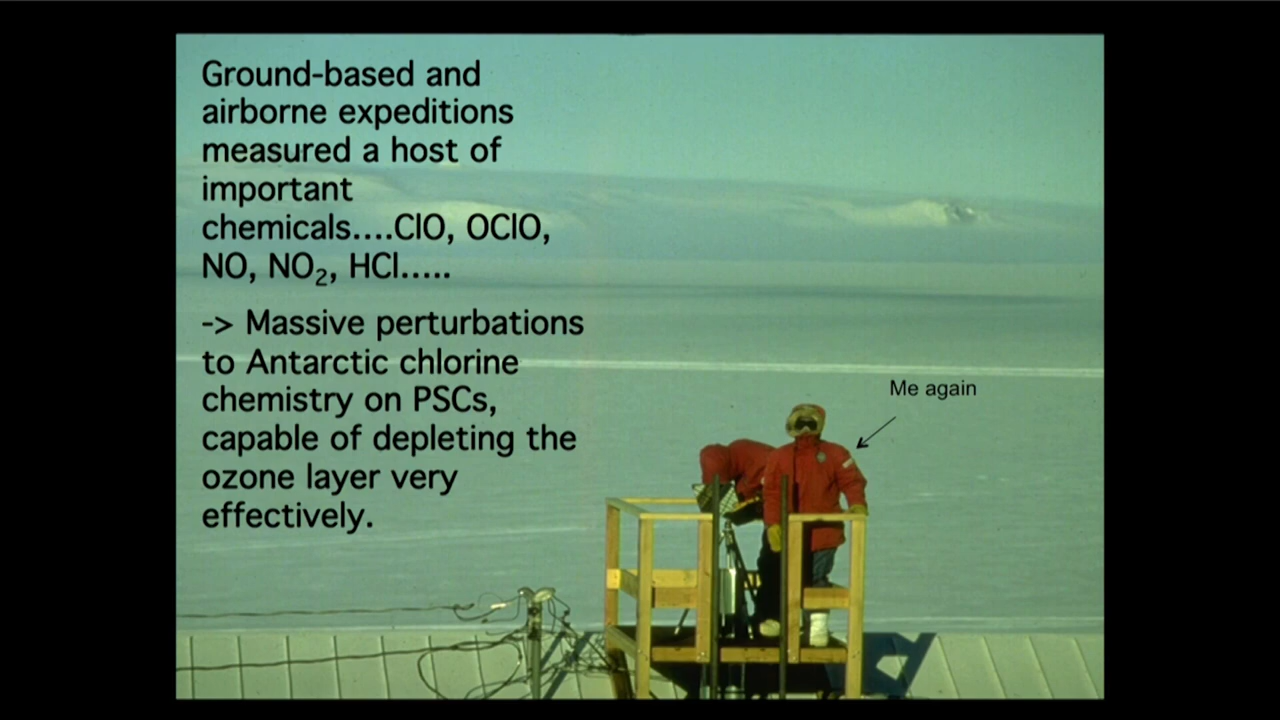 Ground-based and
airborne expeditions
measured a host of
important
chemicals....ClO, OClO,
NO, NO₂, HCl.....
-> Massive perturbations
to Antarctic chlorine
chemistry on PSCs,
capable of depleting the
ozone layer very
effectively.
Me again